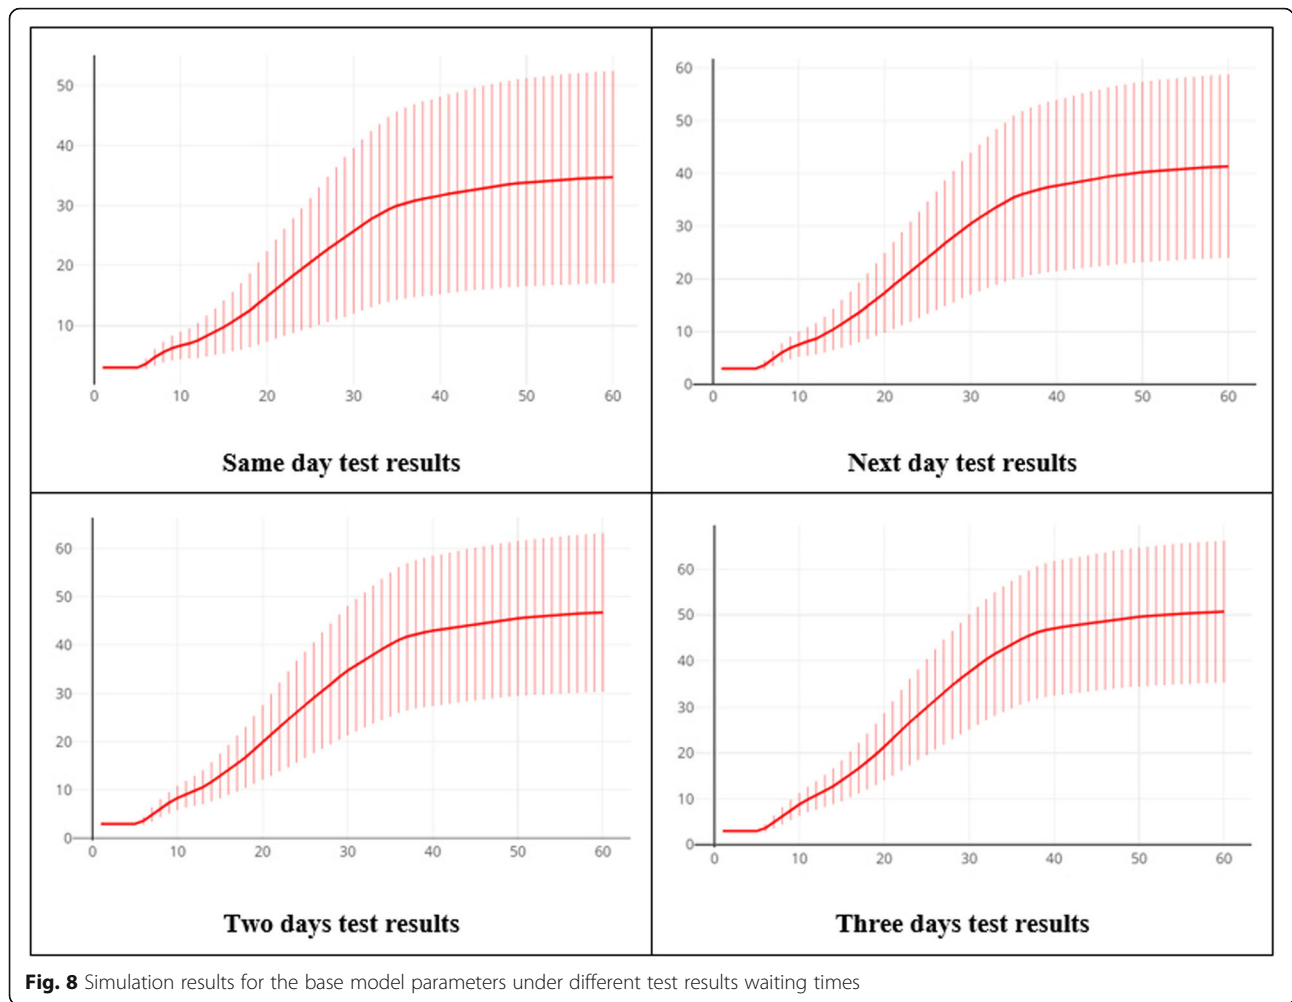 50
40
30
20
10
0 10 20 30 40 50 60
Same day test results
60
50
40
30
20
10
0
0 10 20 30 40 50 60
Next day test results
60
50
40
30
20
10
0
0 10 20 30 40 50 60
Two days test results
60
50
40
30
20
10
0
0 10 20 30 40 50 60
Three days test results
Fig. 8 Simulation results for the base model parameters under different test results waiting times